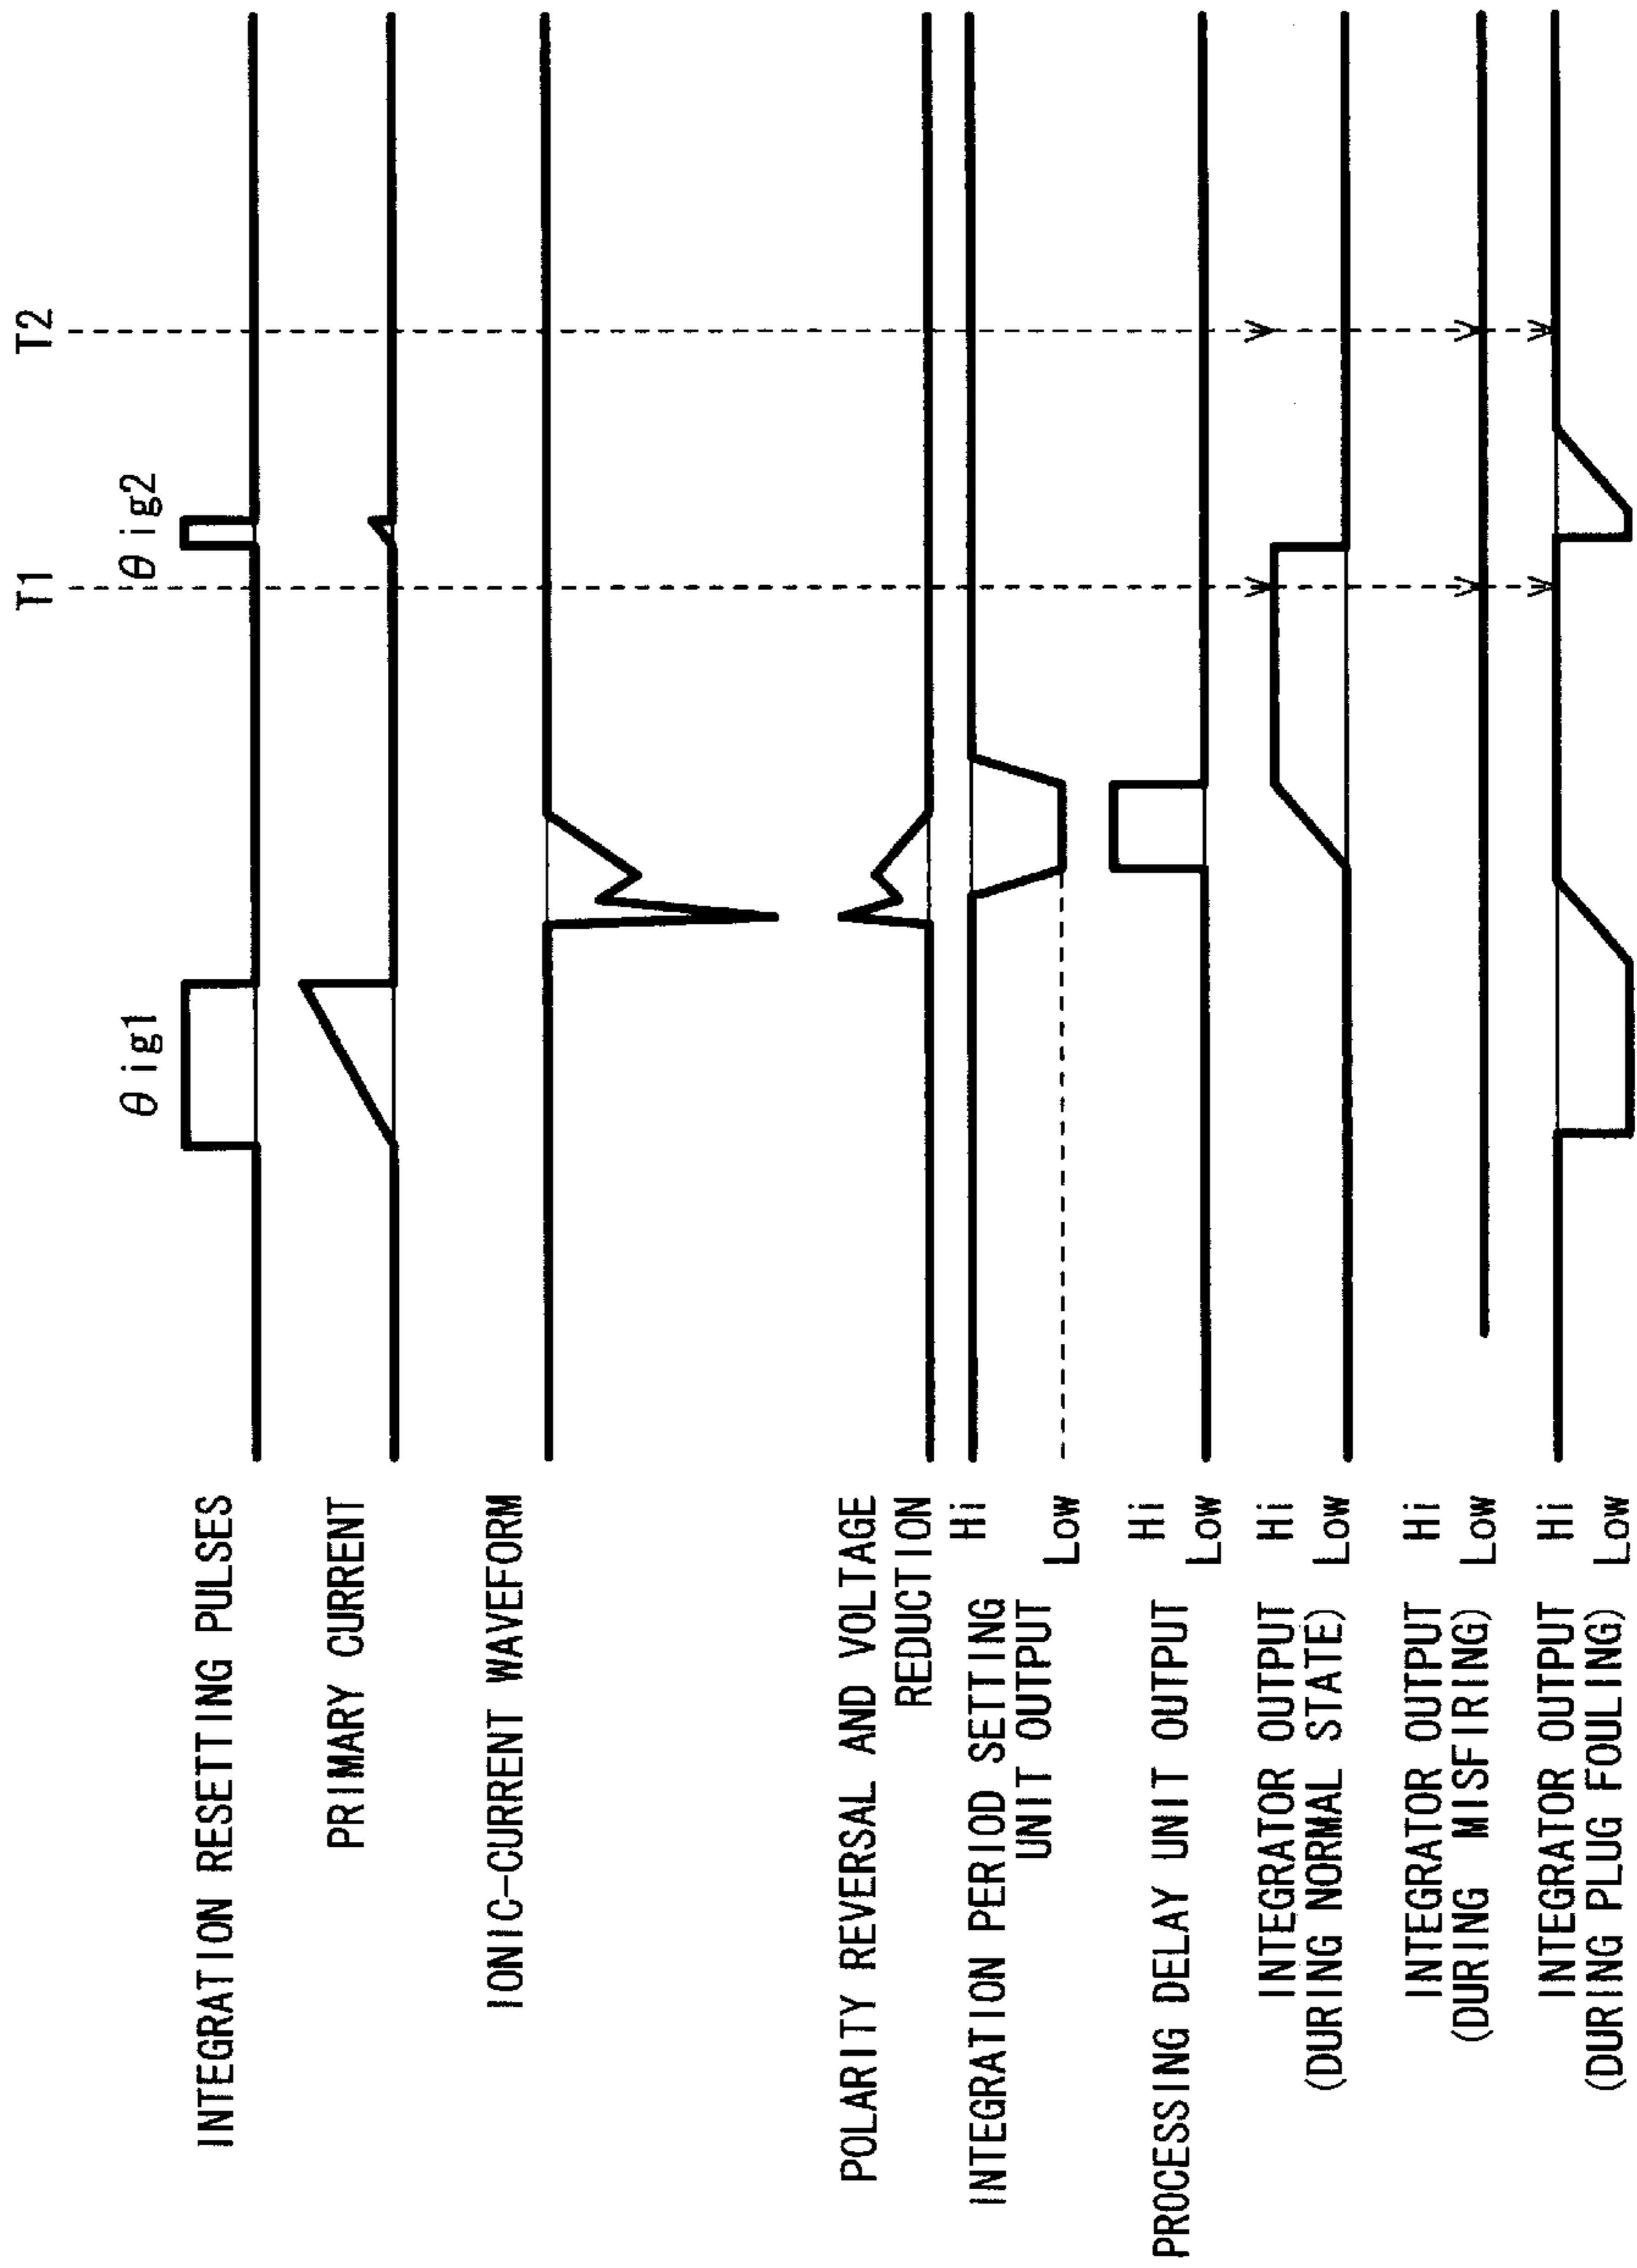 T1
T2
θig1
θig2
INTEGRATION RESETTING PULSES
PRIMARY CURRENT
IONIC-CURRENT WAVEFORM
POLARITY REVERSAL AND VOLTAGE
REDUCTION
INTEGRATION PERIOD SETTING
UNIT OUTPUT
Hi
Low
PROCESSING DELAY UNIT OUTPUT
Hi
Low
INTEGRATOR OUTPUT
(DURING NORMAL STATE)
Hi
Low
INTEGRATOR OUTPUT
(DURING MISFIRING)
Hi
Low
INTEGRATOR OUTPUT
(DURING PLUG FOULING)
Hi
Low